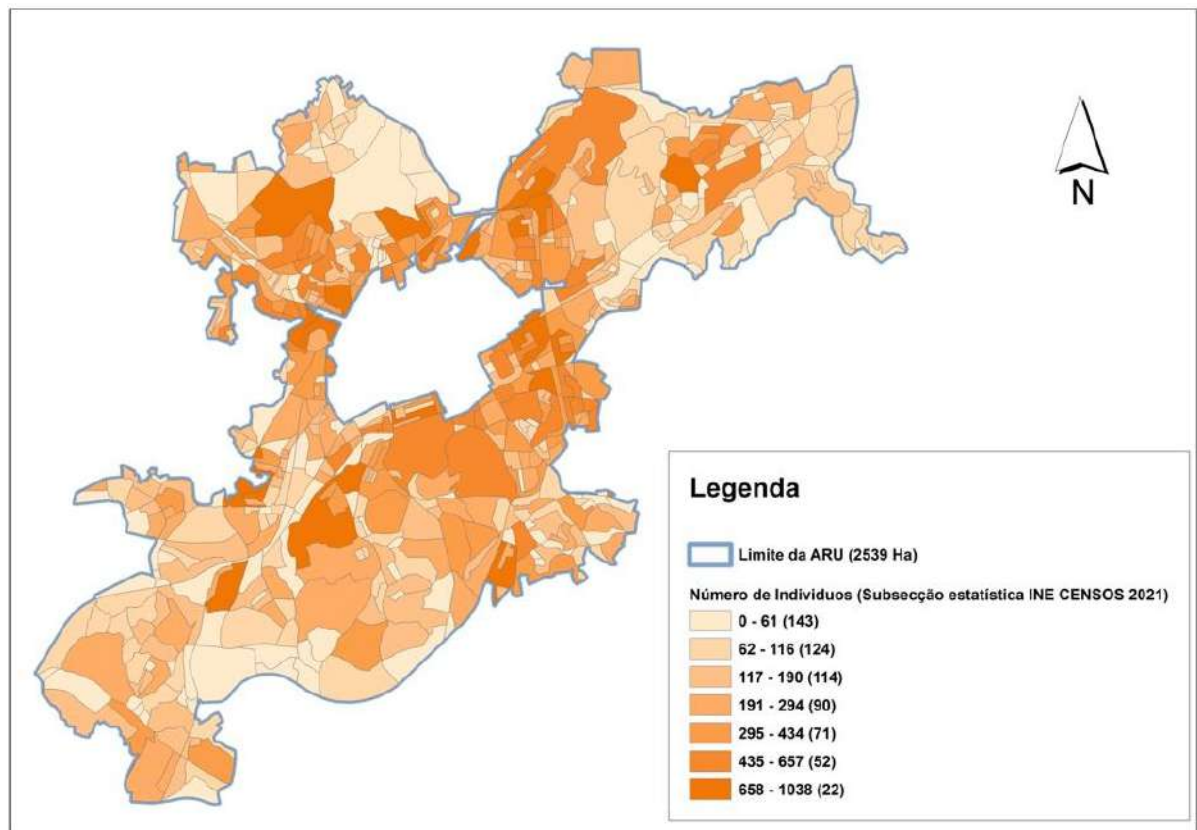 N
Legenda
Limite da ARU (2539 Ha)
Número de Individuos (Subsecção estatística INE CENSOS 2021)
0 - 61 (143)
62 - 116 (124)
117 - 190 (114)
191 - 294 (90)
295 - 434 (71)
435 - 657 (52)
658 - 1038 (22)